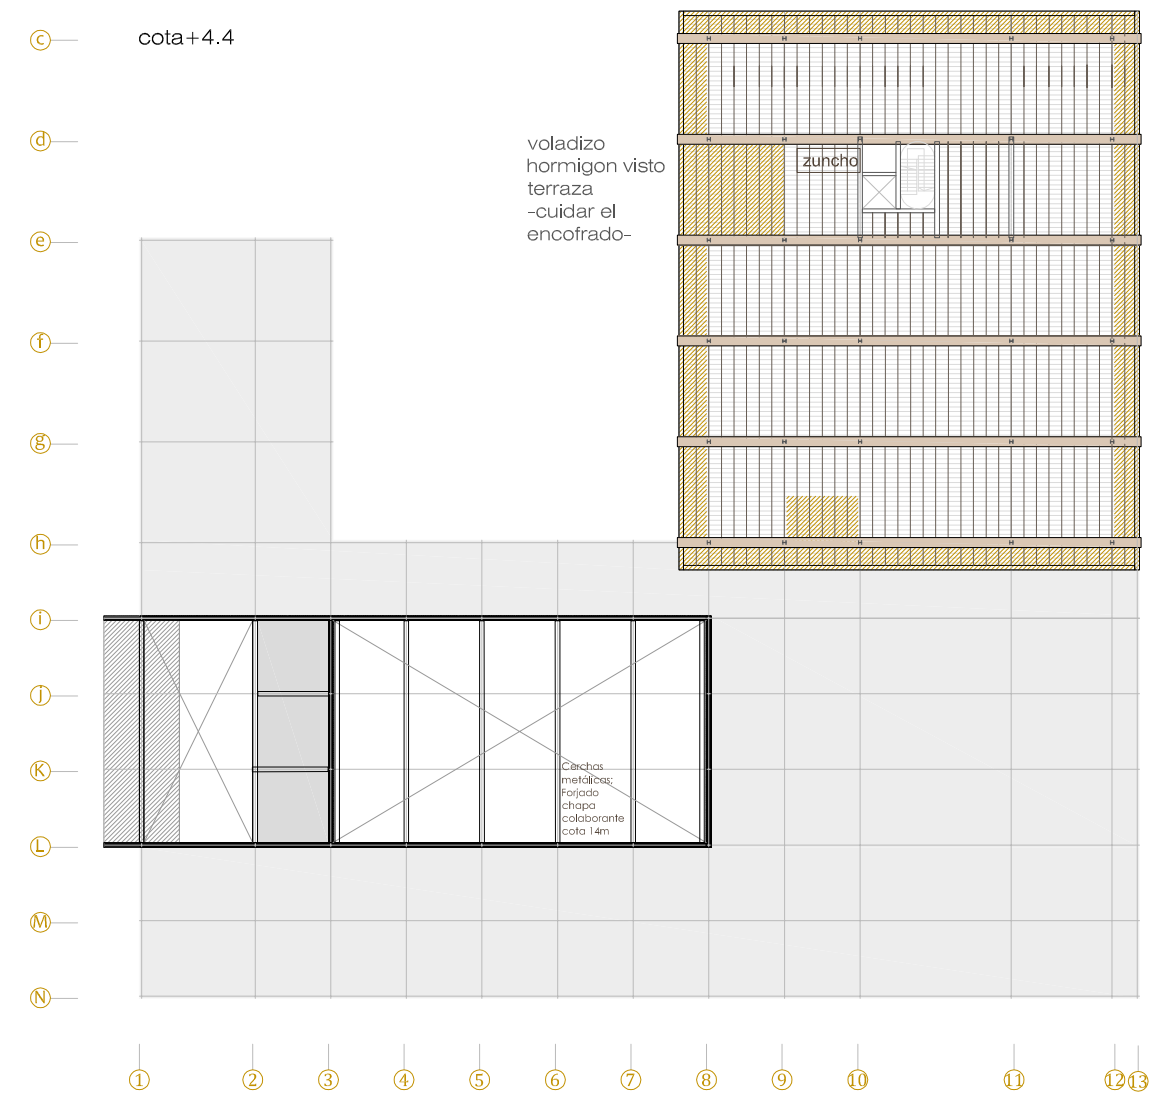 c
cota+4.4
d
voladizo
hormigon visto
terraza
-cuidar el
encofrado-
zuncho
e
f
g
h
i
j
K
Cerchas
metálicas;
Forjado
chapa
colaborante
cota 14m
L
M
N
1 2 3 4 5 6 7 8 9 10 11 12 13